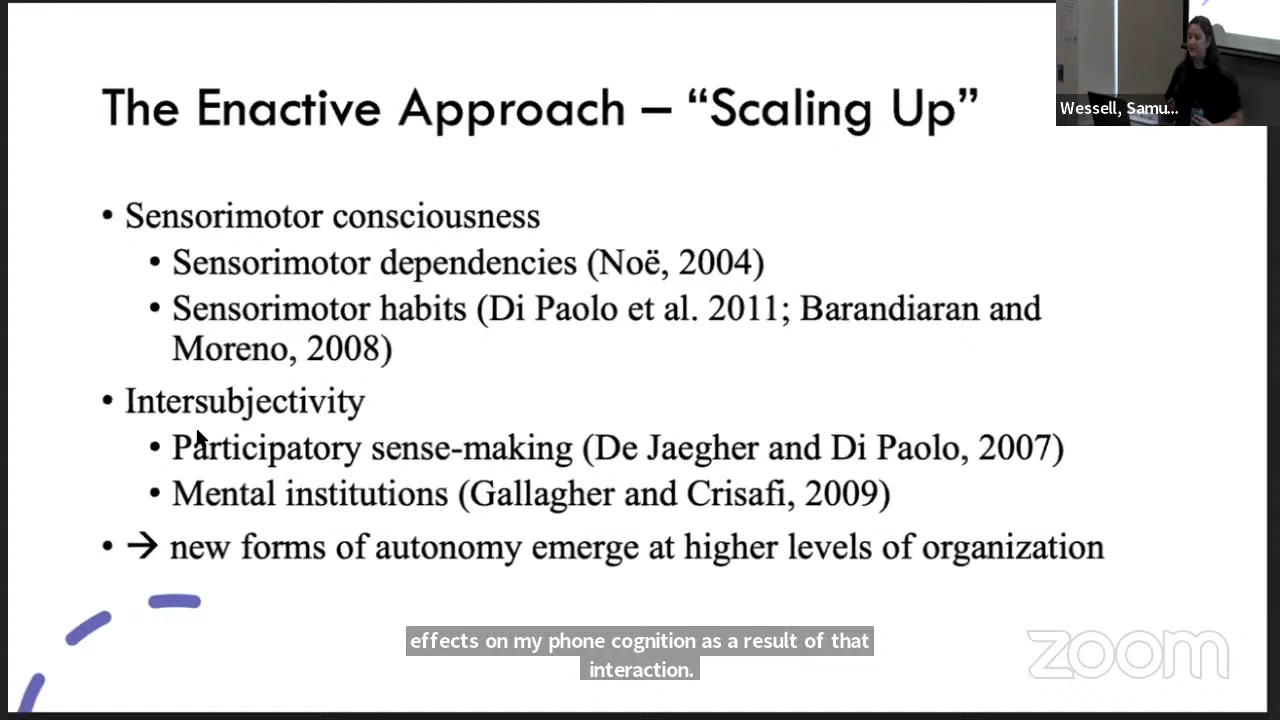 The Enactive Approach – “Scaling Up”
Wessell, Samu...
• Sensorimotor consciousness
• Sensorimotor dependencies (Noë, 2004)
• Sensorimotor habits (Di Paolo et al. 2011; Barandiaran and
Moreno, 2008)
• Intersubjectivity
• Participatory sense-making (De Jaegher and Di Paolo, 2007)
• Mental institutions (Gallagher and Crisafi, 2009)
• → new forms of autonomy emerge at higher levels of organization
effects on my phone cognition as a result of that
interaction.
zoom